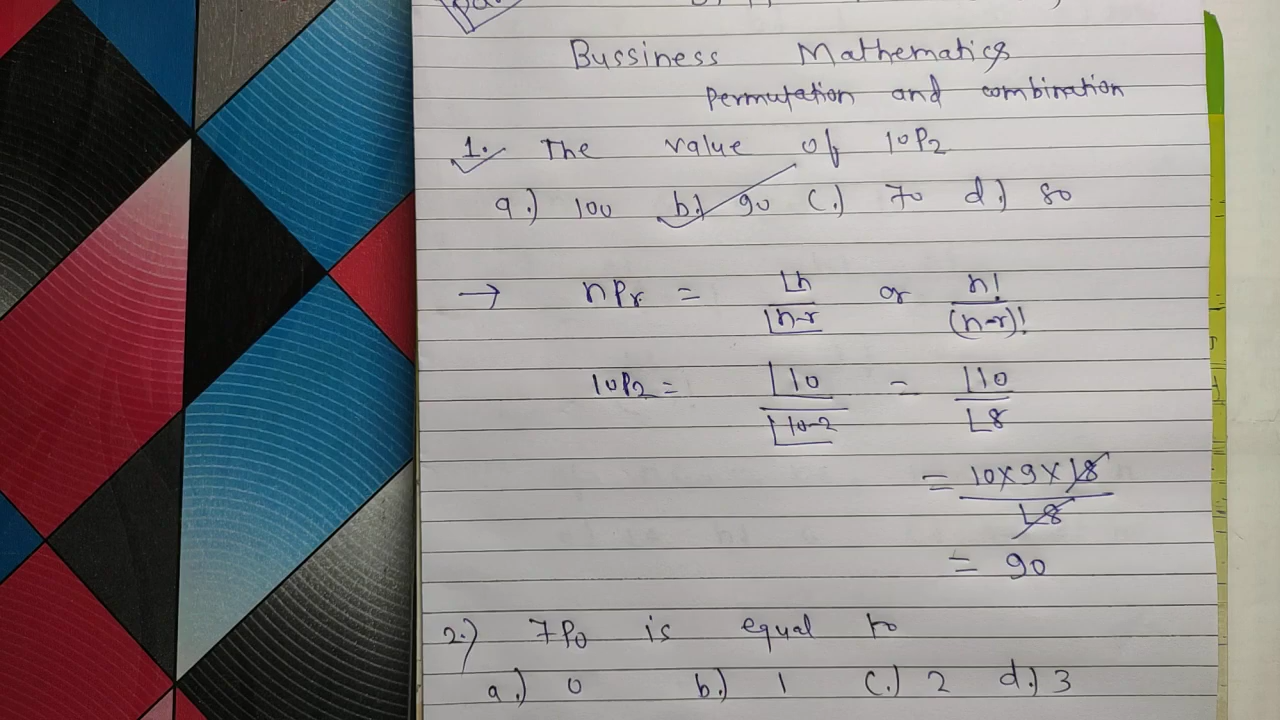 Bussiness Mathematics
Permutation and combination
1. The value of 10P2
a.) 100 b.) 90 c.) 70 d.) 80
→ nPr = ⌊n / ⌊n-r or n! / (n-r)!
10P2 = ⌊10 / ⌊10-2 = ⌊10 / ⌊8
= 10×9×⌊8 / ⌊8
= 90
2.) 7P0 is equal to
a.) 0 b.) 1 c.) 2 d.) 3